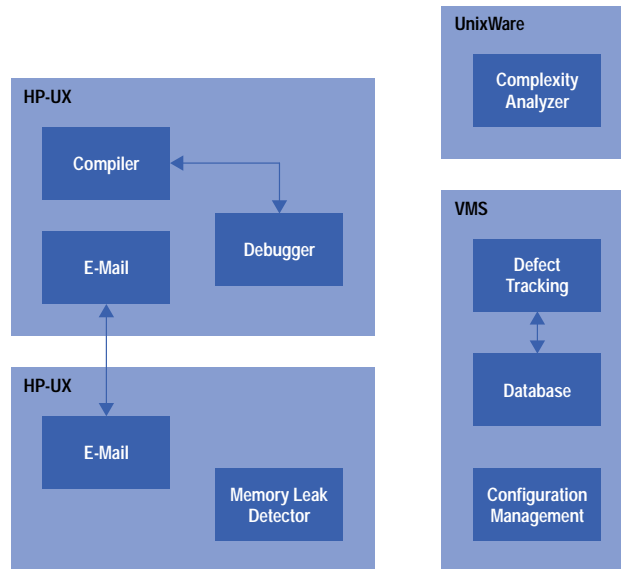 UnixWare
Complexity
Analyzer
HP-UX
Compiler
Debugger
E-Mail
VMS
Defect
Tracking
Database
Configuration
Management
HP-UX
E-Mail
Memory Leak
Detector